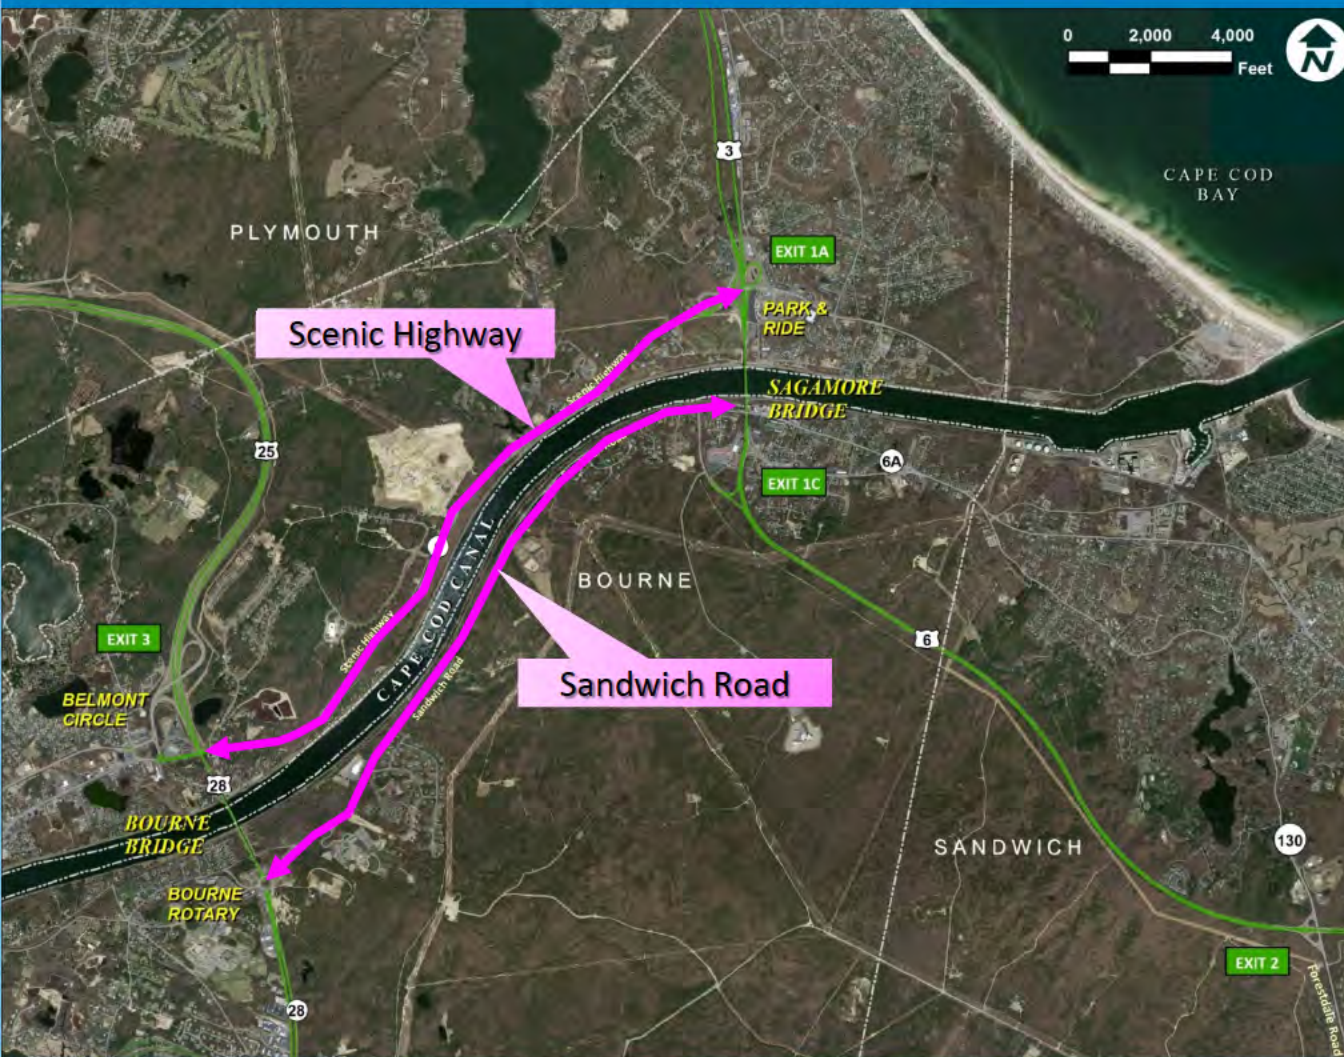 0 2,000 4,000
Feet
N
CAPE COD
BAY
3
PLYMOUTH
EXIT 1A
PARK &
RIDE
Scenic Highway
Scenic Highway
SAGAMORE
BRIDGE
25
6A
EXIT 1C
CAPE COD CANAL
BOURNE
Scenic Highway
EXIT 3
6
Sandwich Road
Sandwich Road
BELMONT
CIRCLE
28
BOURNE
BRIDGE
130
SANDWICH
BOURNE
ROTARY
EXIT 2
Forestdale Road
28